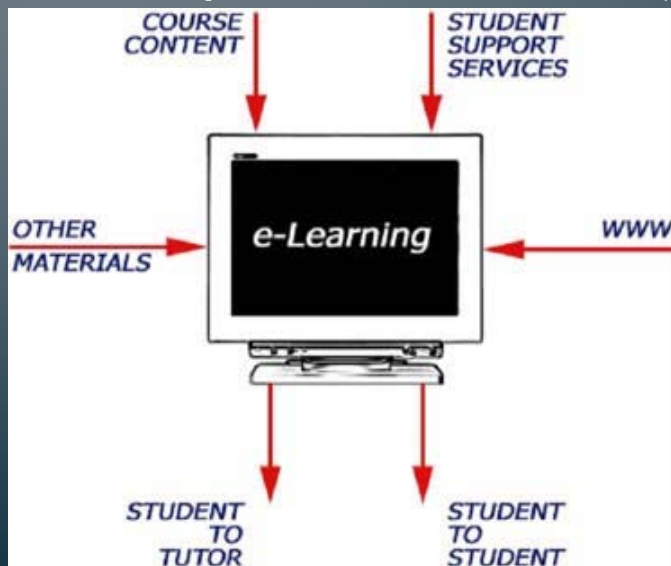 COURSE
CONTENT
STUDENT
SUPPORT
SERVICES
OTHER
MATERIALS
e-Learning
WWW
STUDENT
TO
TUTOR
STUDENT
TO
STUDENT